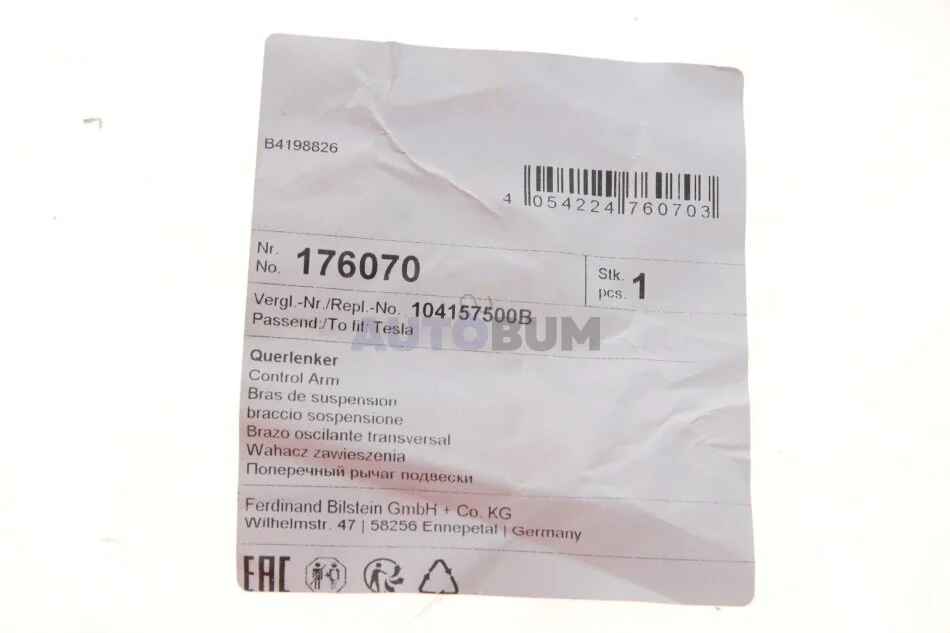 B4198826
4 054224 760703
Nr.
No. 176070
Stk.
pcs. 1
Vergl.-Nr./Repl.-No. 104157500B
Passend:/To fit: Tesla
AUTOBUM
Querlenker
Control Arm
Bras de suspension
braccio sospensione
Brazo oscilante transversal
Wahacz zawieszenia
Поперечный рычаг подвески
Ferdinand Bilstein GmbH + Co. KG
Wilhelmstr. 47 | 58256 Ennepetal | Germany
EAC